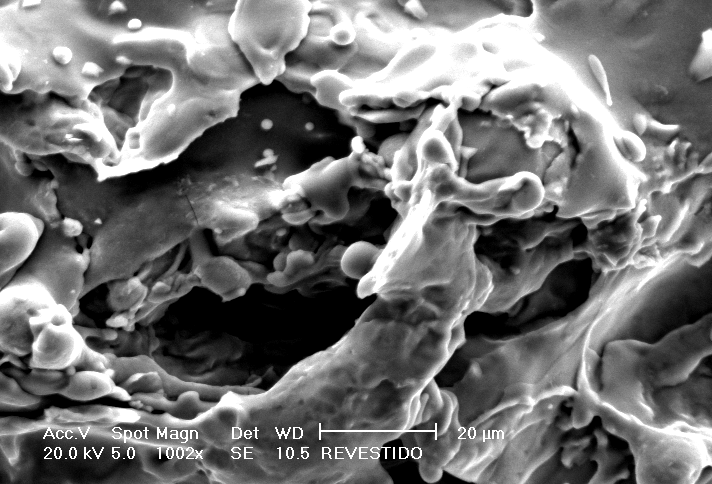 Acc.V Spot Magn Det WD 20 µm
20.0 kV 5.0 1002x SE 10.5 REVESTIDO